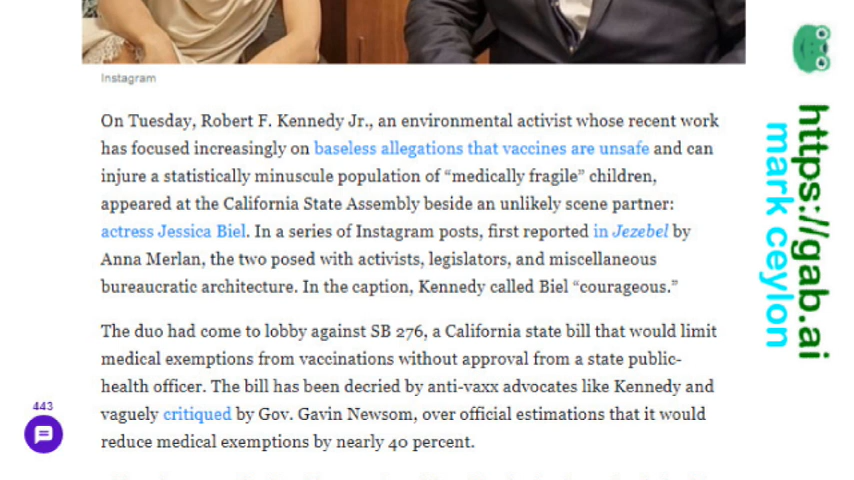 Instagram
On Tuesday, Robert F. Kennedy Jr., an environmental activist whose recent work
has focused increasingly on baseless allegations that vaccines are unsafe and can
injure a statistically minuscule population of “medically fragile” children,
appeared at the California State Assembly beside an unlikely scene partner:
actress Jessica Biel. In a series of Instagram posts, first reported in Jezebel by
Anna Merlan, the two posed with activists, legislators, and miscellaneous
bureaucratic architecture. In the caption, Kennedy called Biel “courageous.”
The duo had come to lobby against SB 276, a California state bill that would limit
medical exemptions from vaccinations without approval from a state public-
health officer. The bill has been decried by anti-vaxx advocates like Kennedy and
vaguely critiqued by Gov. Gavin Newsom, over official estimations that it would
reduce medical exemptions by nearly 40 percent.
443
https://gab.ai
mark ceylon